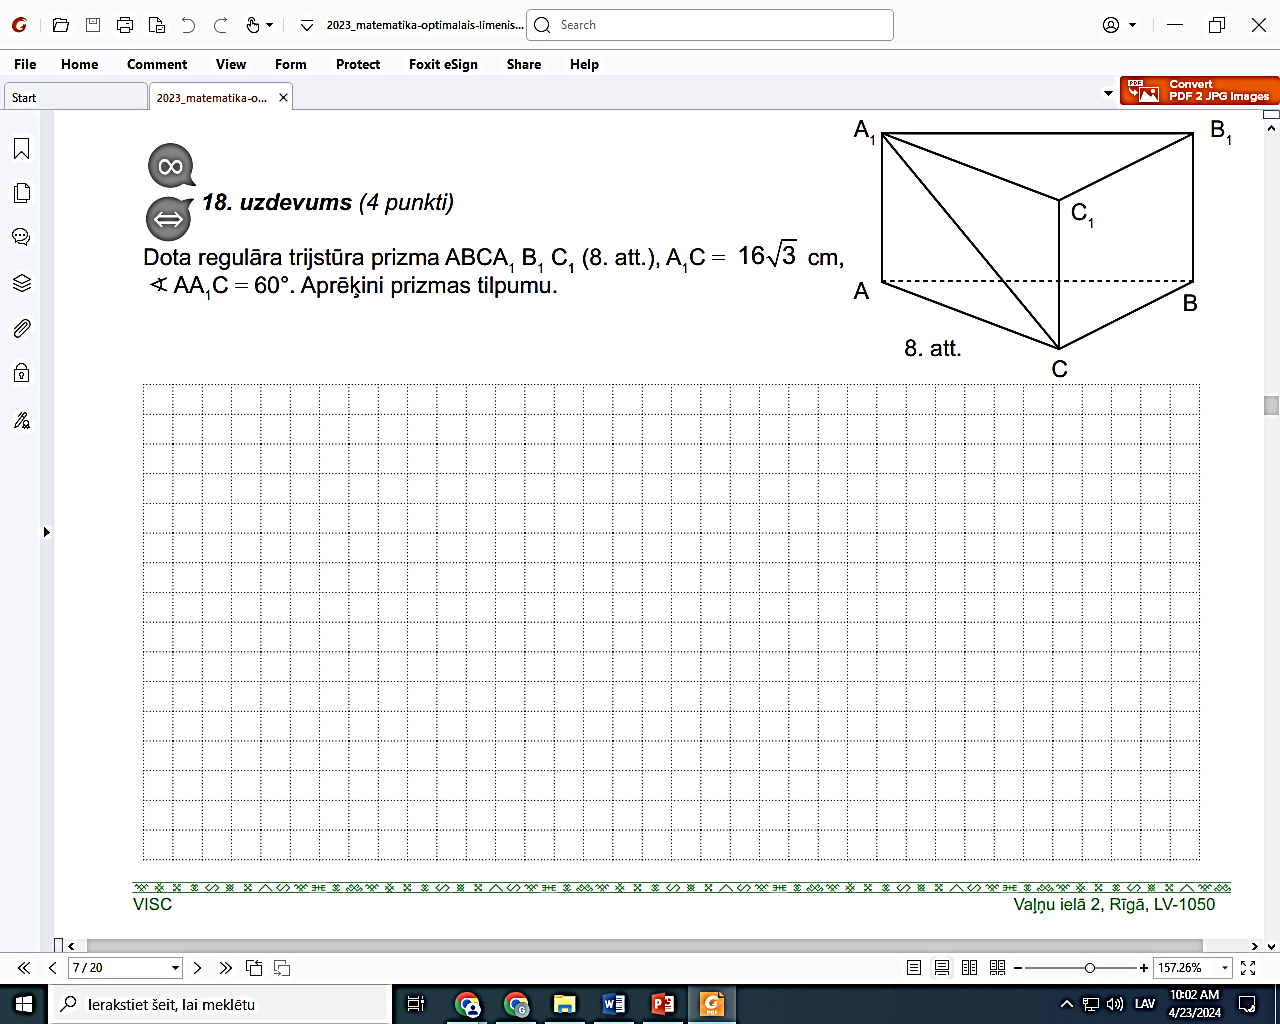 2023_matematika-optimalais-limenis...
Search
File Home Comment View Form Protect Foxit eSign Share Help
Start
2023_matematika-o...
Convert
PDF 2 JPG Images
18. uzdevums (4 punkti)
Dota regulāra trijstūra prizma ABCA₁ B₁ C₁ (8. att.), A₁C = 16√3 cm,
∢ AA₁C = 60°. Aprēķini prizmas tilpumu.
A₁
B₁
C₁
A
B
8. att.
C
VISC
Vaļņu ielā 2, Rīgā, LV-1050
7 / 20
157.26%
Ierakstiet šeit, lai meklētu
LAV
10:02 AM
4/23/2024